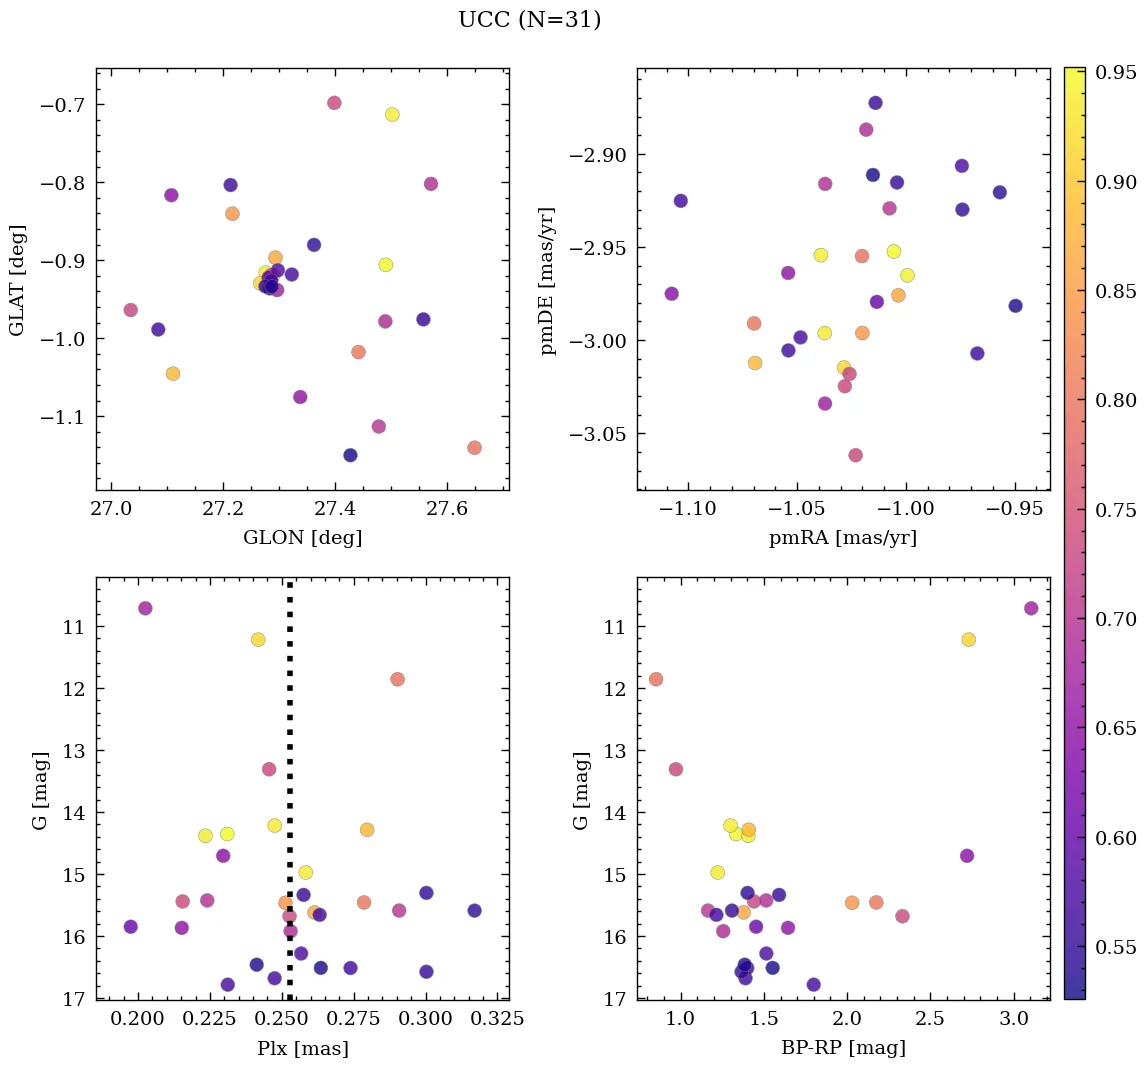 UCC (N=31)
−0.7
−0.8
−0.9
−1.0
−1.1
GLAT [deg]
27.0 27.2 27.4 27.6
GLON [deg]
−2.90
−2.95
−3.00
−3.05
pmDE [mas/yr]
−1.10 −1.05 −1.00 −0.95
pmRA [mas/yr]
0.95
0.90
0.85
0.80
0.75
0.70
0.65
0.60
0.55
11
12
13
14
15
16
17
G [mag]
0.200 0.225 0.250 0.275 0.300 0.325
Plx [mas]
11
12
13
14
15
16
17
G [mag]
1.0 1.5 2.0 2.5 3.0
BP-RP [mag]